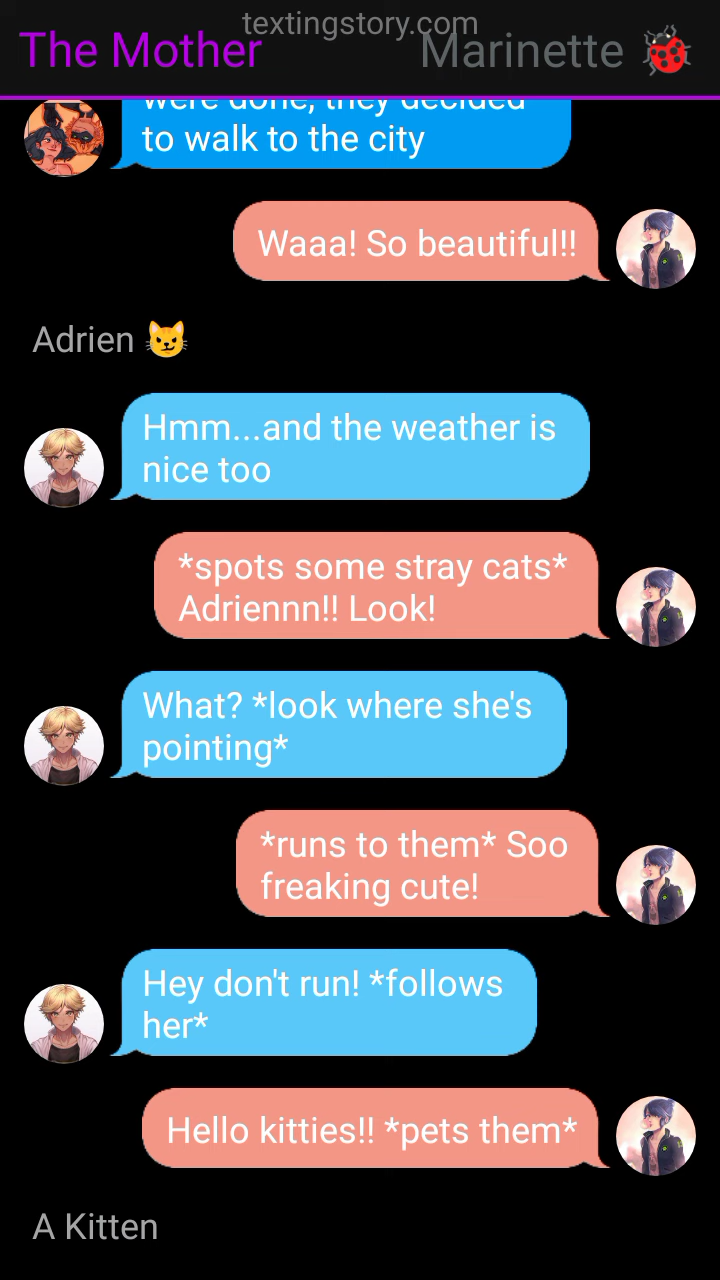 textingstory.com
The Mother
Marinette 🐞
were done, they decided
to walk to the city
Waaa! So beautiful!!
Adrien 😼
Hmm...and the weather is
nice too
*spots some stray cats*
Adriennn!! Look!
What? *look where she's
pointing*
*runs to them* Soo
freaking cute!
Hey don't run! *follows
her*
Hello kitties!! *pets them*
A Kitten